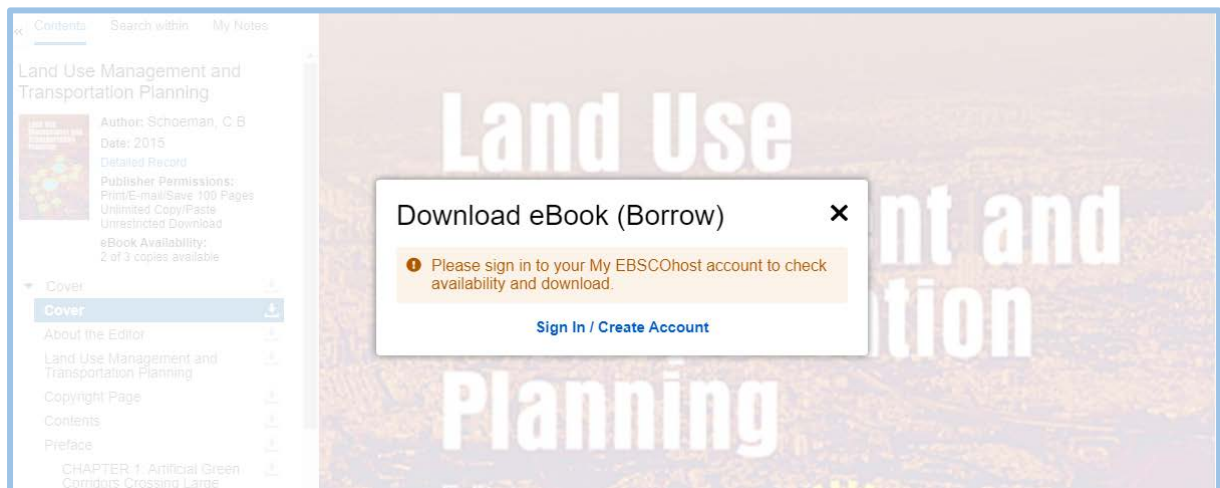 « Contents Search within My Notes
Land Use Management and
Transportation Planning
Author: Schoeman, C B
Date: 2015
Detailed Record
Publisher Permissions:
Print/E-mail/Save 100 Pages
Unlimited Copy/Paste
Unrestricted Download
eBook Availability:
2 of 3 copies available
Cover
Cover
About the Editor
Land Use Management and
Transportation Planning
Copyright Page
Contents
Preface
CHAPTER 1: Artificial Green
Corridors Crossing Large
Land Use
nt and
tion
Planning
Download eBook (Borrow)
Please sign in to your My EBSCOhost account to check
availability and download.
Sign In / Create Account